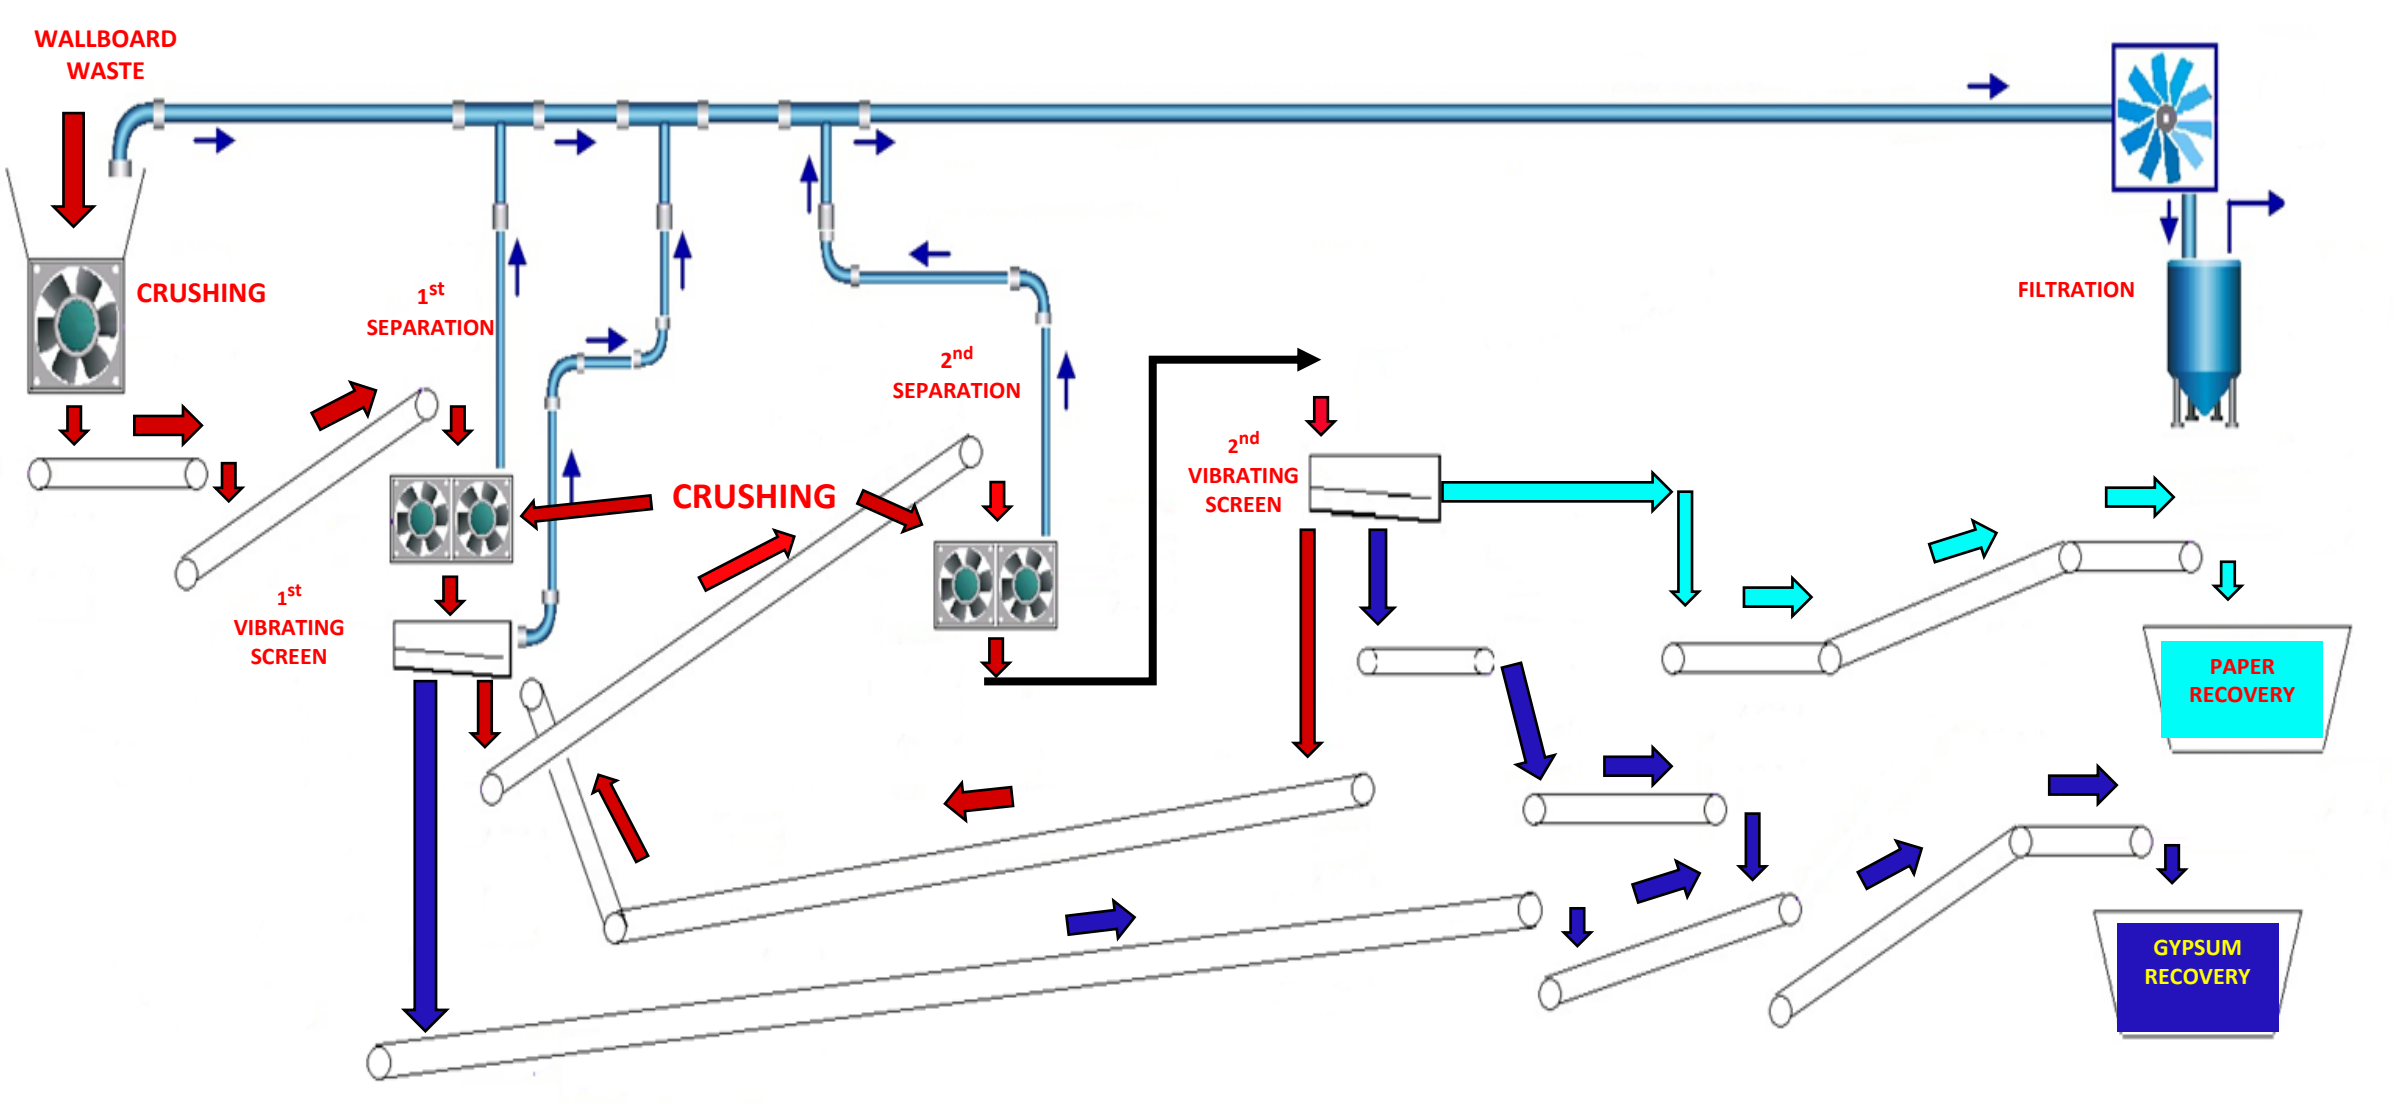 WALLBOARD
WASTE
CRUSHING
1st
SEPARATION
2nd
SEPARATION
FILTRATION
CRUSHING
2nd
VIBRATING
SCREEN
1st
VIBRATING
SCREEN
PAPER
RECOVERY
GYPSUM
RECOVERY